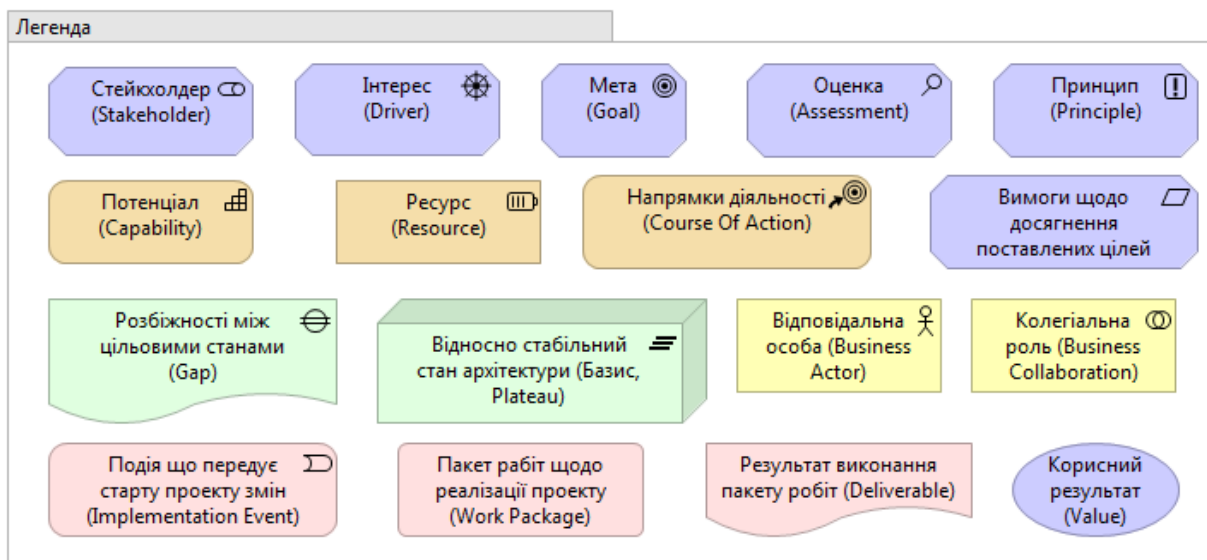 Легенда
Стейкхолдер
(Stakeholder)
Інтерес
(Driver)
Мета
(Goal)
Оценка
(Assessment)
Принцип
(Principle)
Потенціал
(Capability)
Ресурс
(Resource)
Напрямки діяльності
(Course Of Action)
Вимоги щодо
досягнення
поставлених цілей
Розбіжності між
цільовими станами
(Gap)
Відносно стабільний
стан архітектури (Базис,
Plateau)
Відповідальна
особа (Business
Actor)
Колегіальна
роль (Business
Collaboration)
Подія що передує
старту проекту змін
(Implementation Event)
Пакет рабіт щодо
реалізації проекту
(Work Package)
Результат виконання
пакету робіт (Deliverable)
Корисний
результат
(Value)